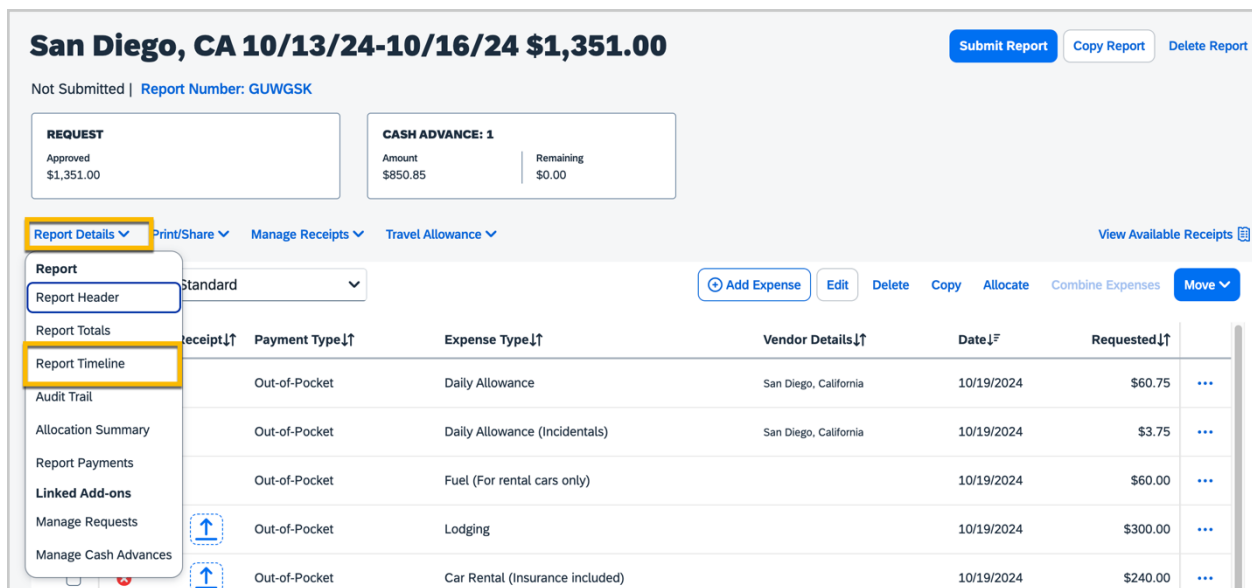 San Diego, CA 10/13/24-10/16/24 $1,351.00
Submit Report
Copy Report
Delete Report
Not Submitted | Report Number: GUWGSK
REQUEST
Approved
$1,351.00
CASH ADVANCE: 1
Amount
$850.85
Remaining
$0.00
Report Details
Print/Share
Manage Receipts
Travel Allowance
View Available Receipts
Report
Report Header
Report Totals
Report Timeline
Audit Trail
Allocation Summary
Report Payments
Linked Add-ons
Manage Requests
Manage Cash Advances
Standard
Add Expense
Edit
Delete
Copy
Allocate
Combine Expenses
Move
Receipt Payment Type Expense Type Vendor Details Date Requested
Out-of-Pocket Daily Allowance San Diego, California 10/19/2024 $60.75
Out-of-Pocket Daily Allowance (Incidentals) San Diego, California 10/19/2024 $3.75
Out-of-Pocket Fuel (For rental cars only) 10/19/2024 $60.00
Out-of-Pocket Lodging 10/19/2024 $300.00
Out-of-Pocket Car Rental (Insurance included) 10/19/2024 $240.00